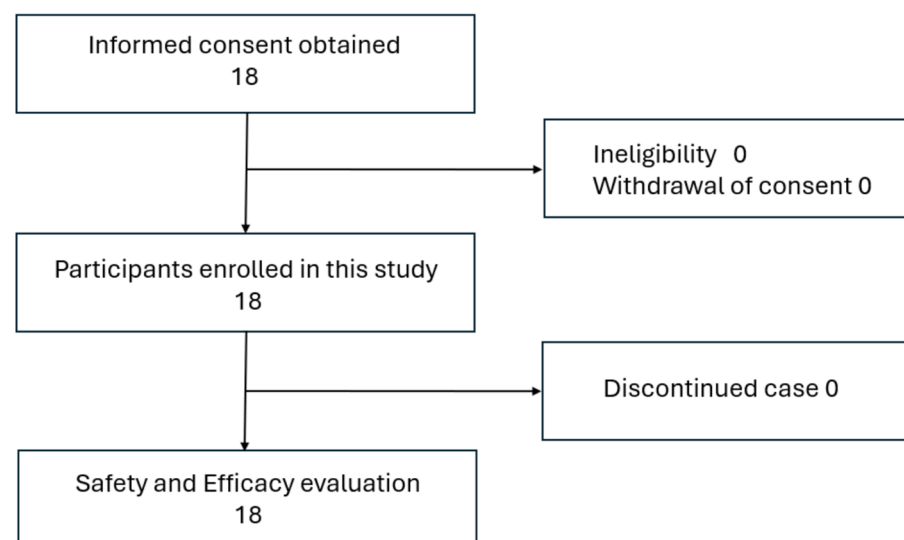 Informed consent obtained
18
Ineligibility 0
Withdrawal of consent 0
Participants enrolled in this study
18
Discontinued case 0
Safety and Efficacy evaluation
18